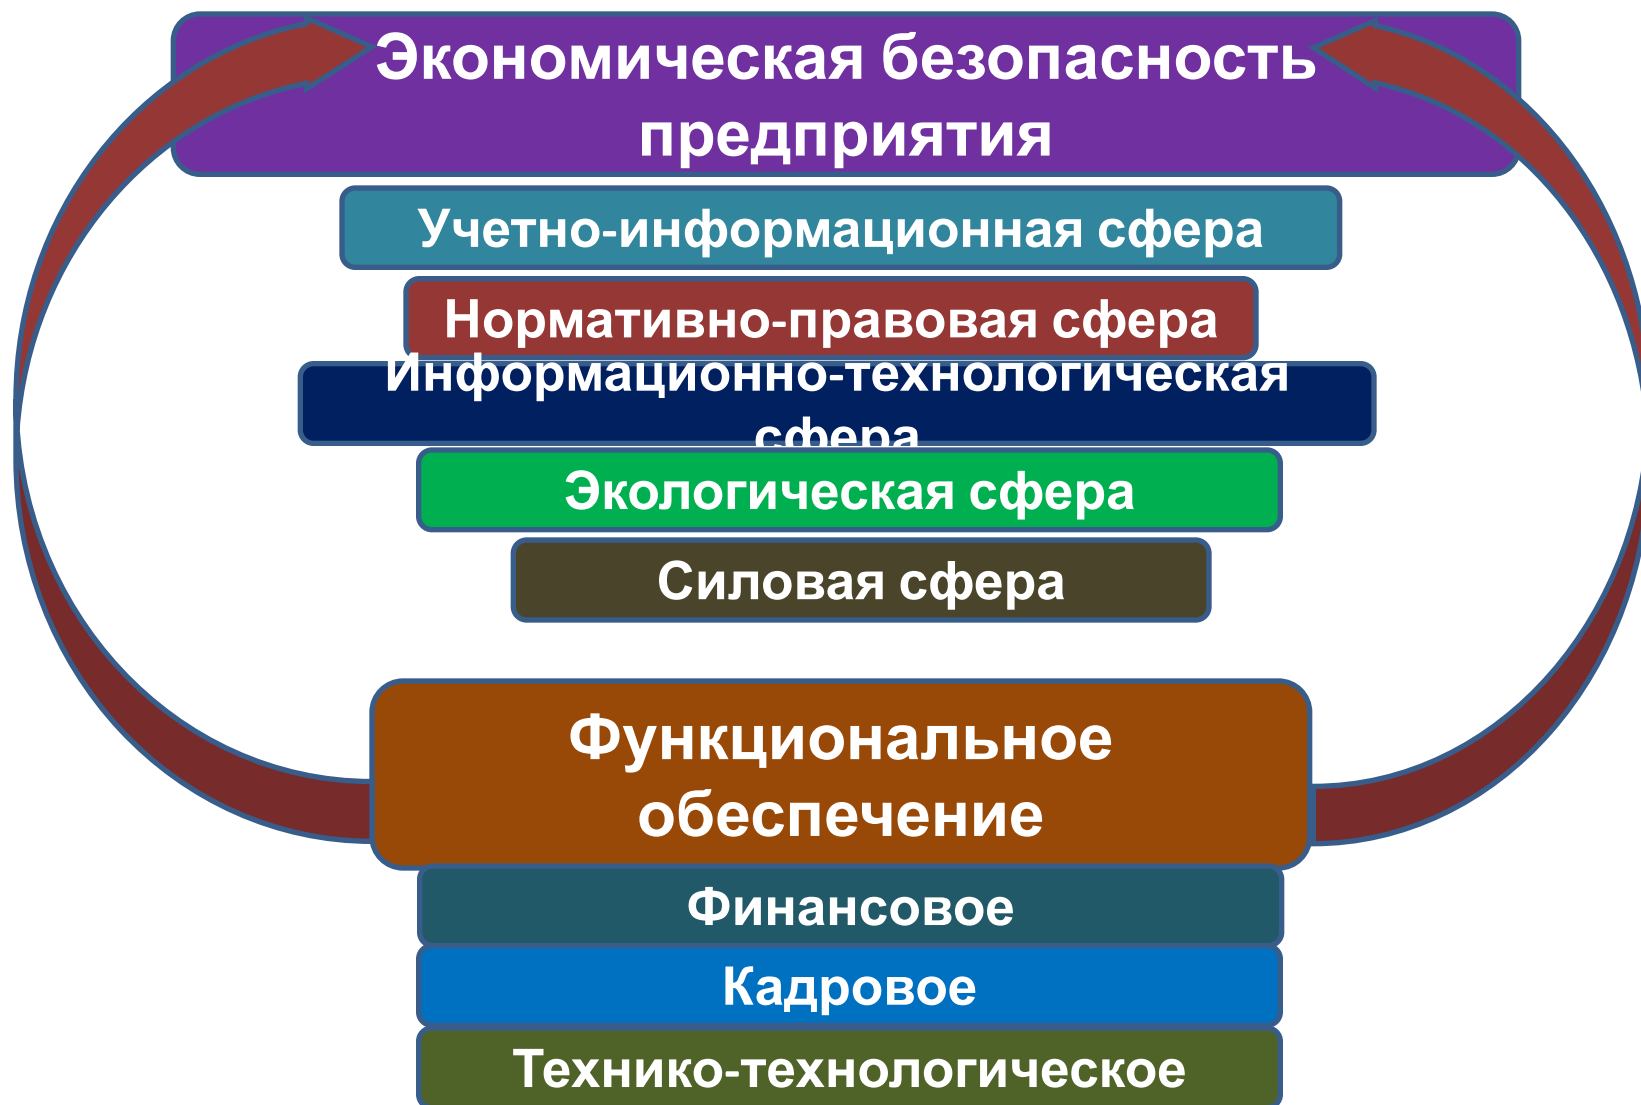 Экономическая безопасность
предприятия
Учетно-информационная сфера
Нормативно-правовая сфера
Информационно-технологическая
сфера
Экологическая сфера
Силовая сфера
Функциональное
обеспечение
Финансовое
Кадровое
Технико-технологическое